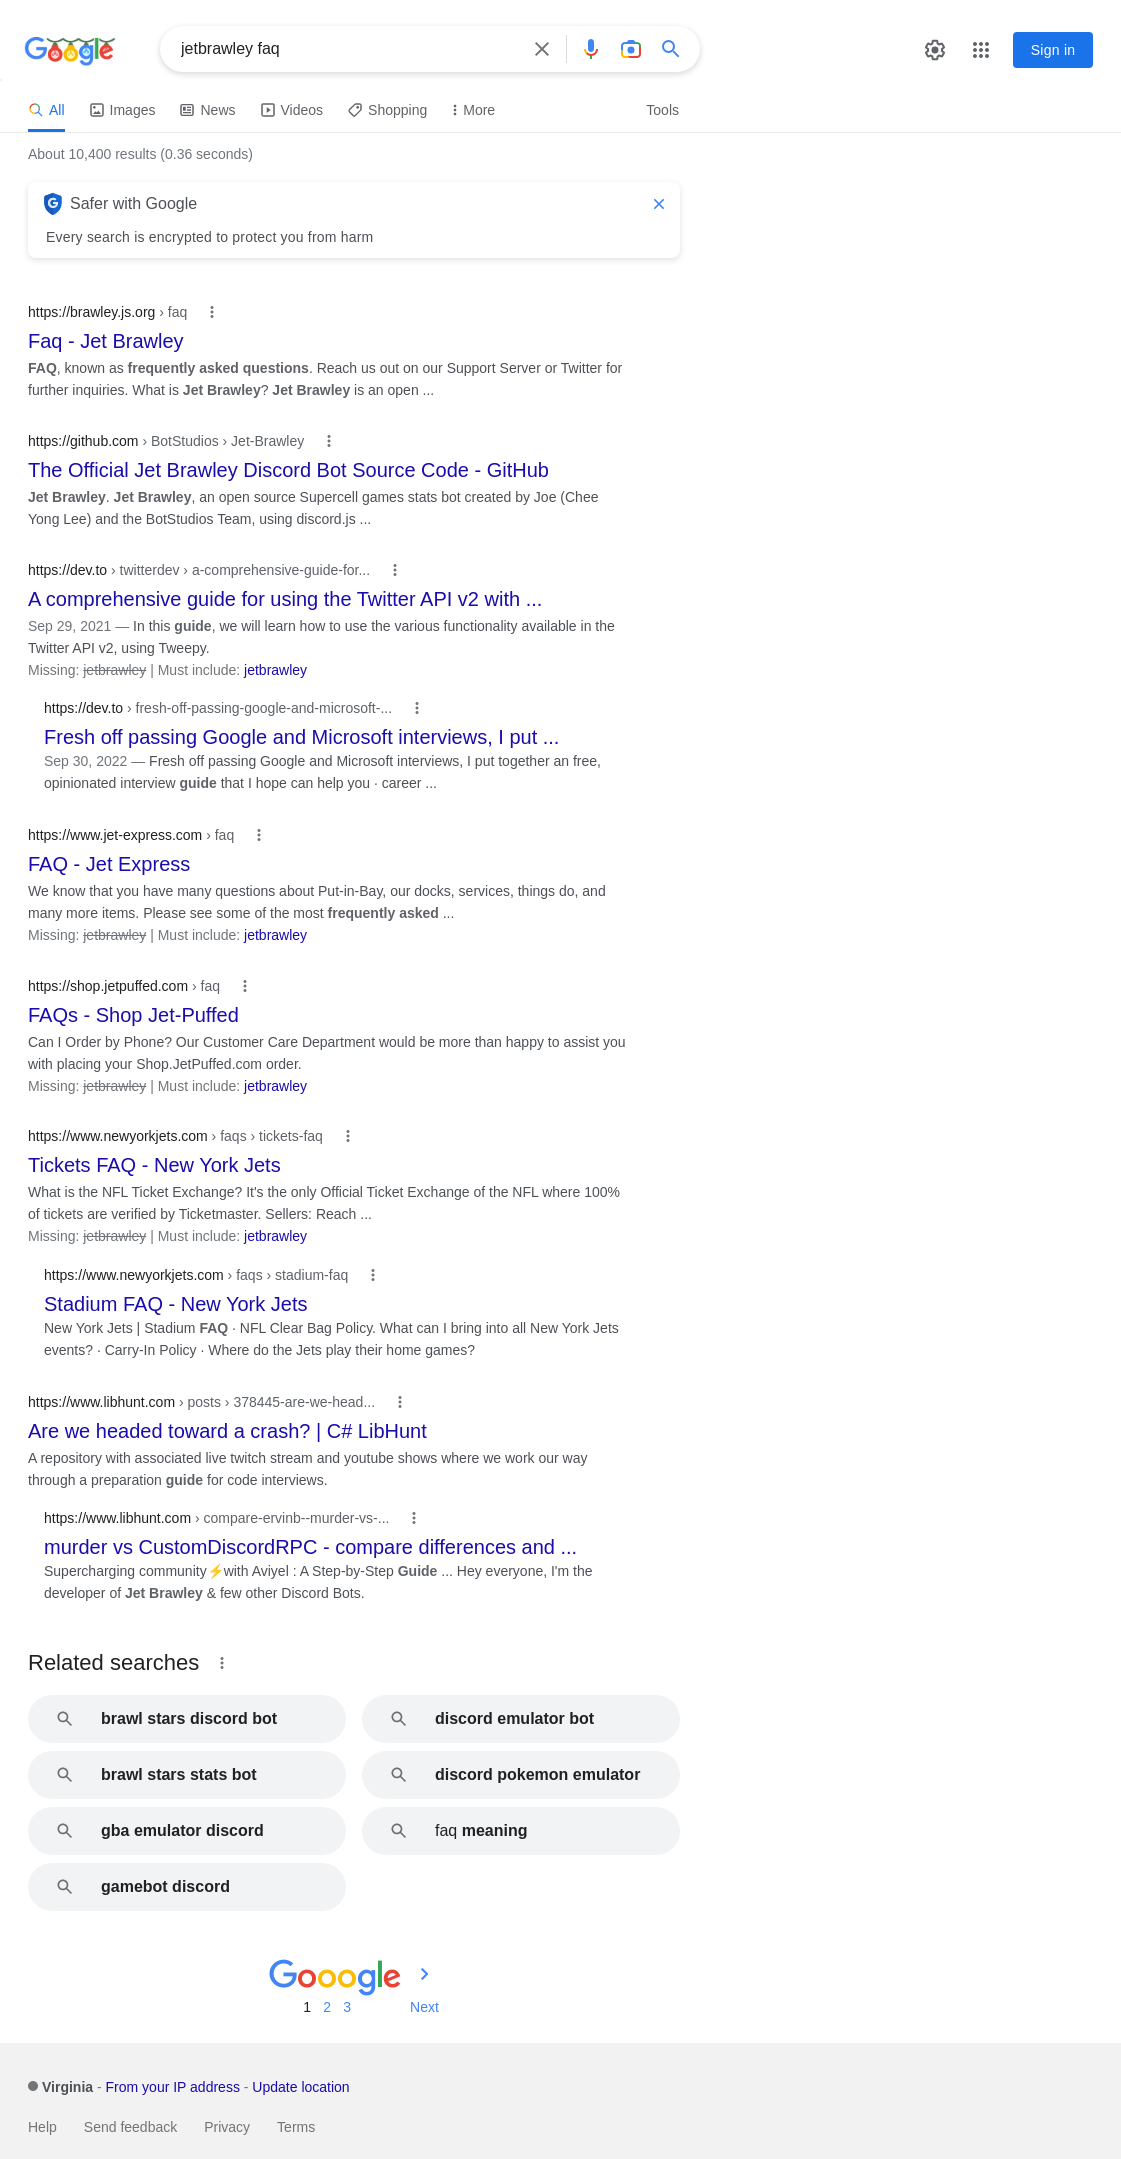 Google
jetbrawley faq
Sign in
All
Images
News
Videos
Shopping
More
Tools
About 10,400 results (0.36 seconds)
Safer with Google
Every search is encrypted to protect you from harm
https://brawley.js.org › faq
Faq - Jet Brawley
FAQ, known as frequently asked questions. Reach us out on our Support Server or Twitter for
further inquiries. What is Jet Brawley? Jet Brawley is an open ...
https://github.com › BotStudios › Jet-Brawley
The Official Jet Brawley Discord Bot Source Code - GitHub
Jet Brawley. Jet Brawley, an open source Supercell games stats bot created by Joe (Chee
Yong Lee) and the BotStudios Team, using discord.js ...
https://dev.to › twitterdev › a-comprehensive-guide-for...
A comprehensive guide for using the Twitter API v2 with ...
Sep 29, 2021 — In this guide, we will learn how to use the various functionality available in the
Twitter API v2, using Tweepy.
Missing: jetbrawley | Must include: jetbrawley
https://dev.to › fresh-off-passing-google-and-microsoft-...
Fresh off passing Google and Microsoft interviews, I put ...
Sep 30, 2022 — Fresh off passing Google and Microsoft interviews, I put together an free,
opinionated interview guide that I hope can help you · career ...
https://www.jet-express.com › faq
FAQ - Jet Express
We know that you have many questions about Put-in-Bay, our docks, services, things do, and
many more items. Please see some of the most frequently asked ...
Missing: jetbrawley | Must include: jetbrawley
https://shop.jetpuffed.com › faq
FAQs - Shop Jet-Puffed
Can I Order by Phone? Our Customer Care Department would be more than happy to assist you
with placing your Shop.JetPuffed.com order.
Missing: jetbrawley | Must include: jetbrawley
https://www.newyorkjets.com › faqs › tickets-faq
Tickets FAQ - New York Jets
What is the NFL Ticket Exchange? It's the only Official Ticket Exchange of the NFL where 100%
of tickets are verified by Ticketmaster. Sellers: Reach ...
Missing: jetbrawley | Must include: jetbrawley
https://www.newyorkjets.com › faqs › stadium-faq
Stadium FAQ - New York Jets
New York Jets | Stadium FAQ · NFL Clear Bag Policy. What can I bring into all New York Jets
events? · Carry-In Policy · Where do the Jets play their home games?
https://www.libhunt.com › posts › 378445-are-we-head...
Are we headed toward a crash? | C# LibHunt
A repository with associated live twitch stream and youtube shows where we work our way
through a preparation guide for code interviews.
https://www.libhunt.com › compare-ervinb--murder-vs-...
murder vs CustomDiscordRPC - compare differences and ...
Supercharging community⚡with Aviyel : A Step-by-Step Guide ... Hey everyone, I'm the
developer of Jet Brawley & few other Discord Bots.
Related searches
brawl stars discord bot
discord emulator bot
brawl stars stats bot
discord pokemon emulator
gba emulator discord
faq meaning
gamebot discord
Gooogle
1 2 3 Next
Virginia - From your IP address - Update location
Help Send feedback Privacy Terms